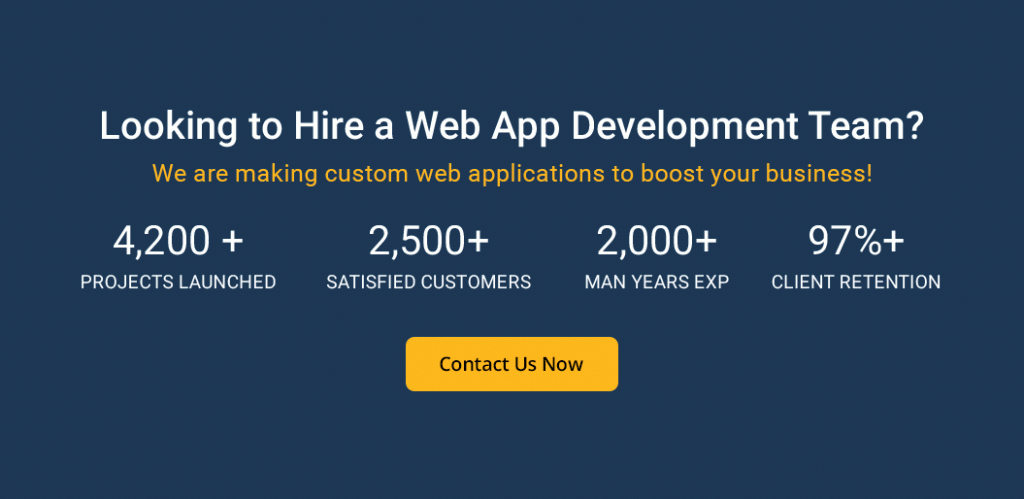 Looking to Hire a Web App Development Team?
We are making custom web applications to boost your business!
4,200 + 2,500+ 2,000+ 97%+
PROJECTS LAUNCHED SATISFIED CUSTOMERS MAN YEARS EXP CLIENT RETENTION
Contact Us Now